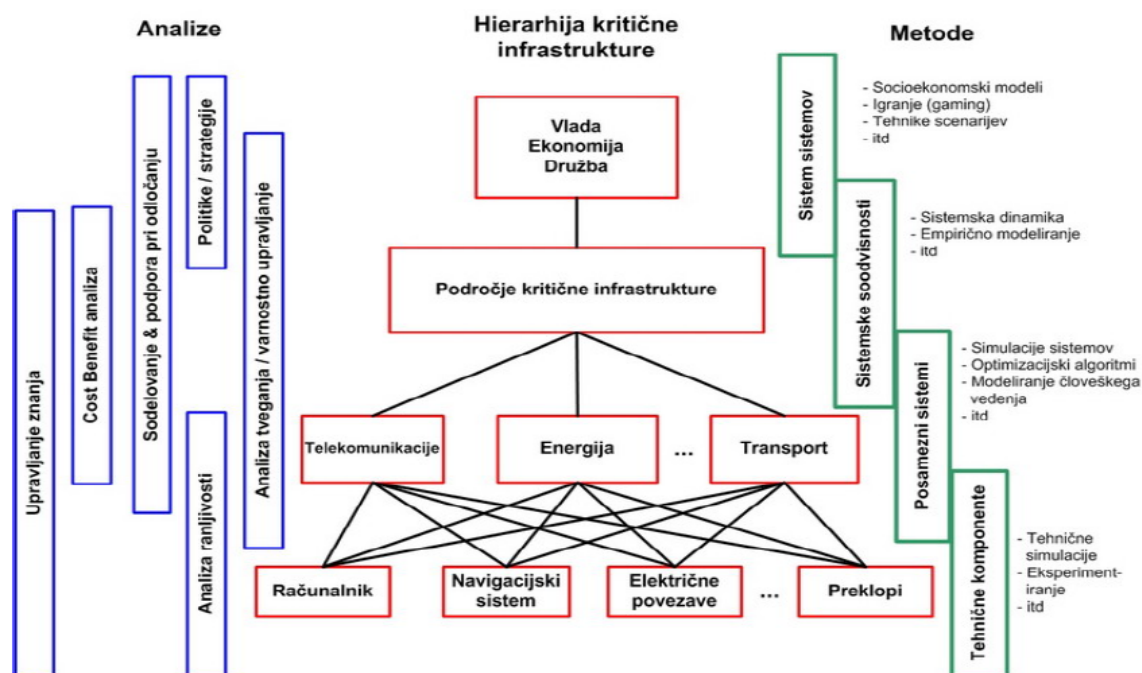 Analize
Hierarhija kritične
infrastrukture
Metode
Upravljanje znanja
Cost Benefit analiza
Sodelovanje & podpora pri odločanju
Politike / strategije
Analiza ranljivosti
Analiza tveganja / varnostno upravljanje
Vlada
Ekonomija
Družba
Področje kritične infrastrukture
Telekomunikacije
Energija
...
Transport
Računalnik
Navigacijski
sistem
Električne
povezave
...
Preklopi
Sistem sistemov
- Socioekonomski modeli
- Igranje (gaming)
- Tehnike scenarijev
- itd
Sistemske soodvisnosti
- Sistemska dinamika
- Empirično modeliranje
- itd
Posamezni sistemi
- Simulacije sistemov
- Optimizacijski algoritmi
- Modeliranje človeškega
vedenja
- itd
Tehnične komponente
- Tehnične
simulacije
- Eksperiment-
iranje
- itd